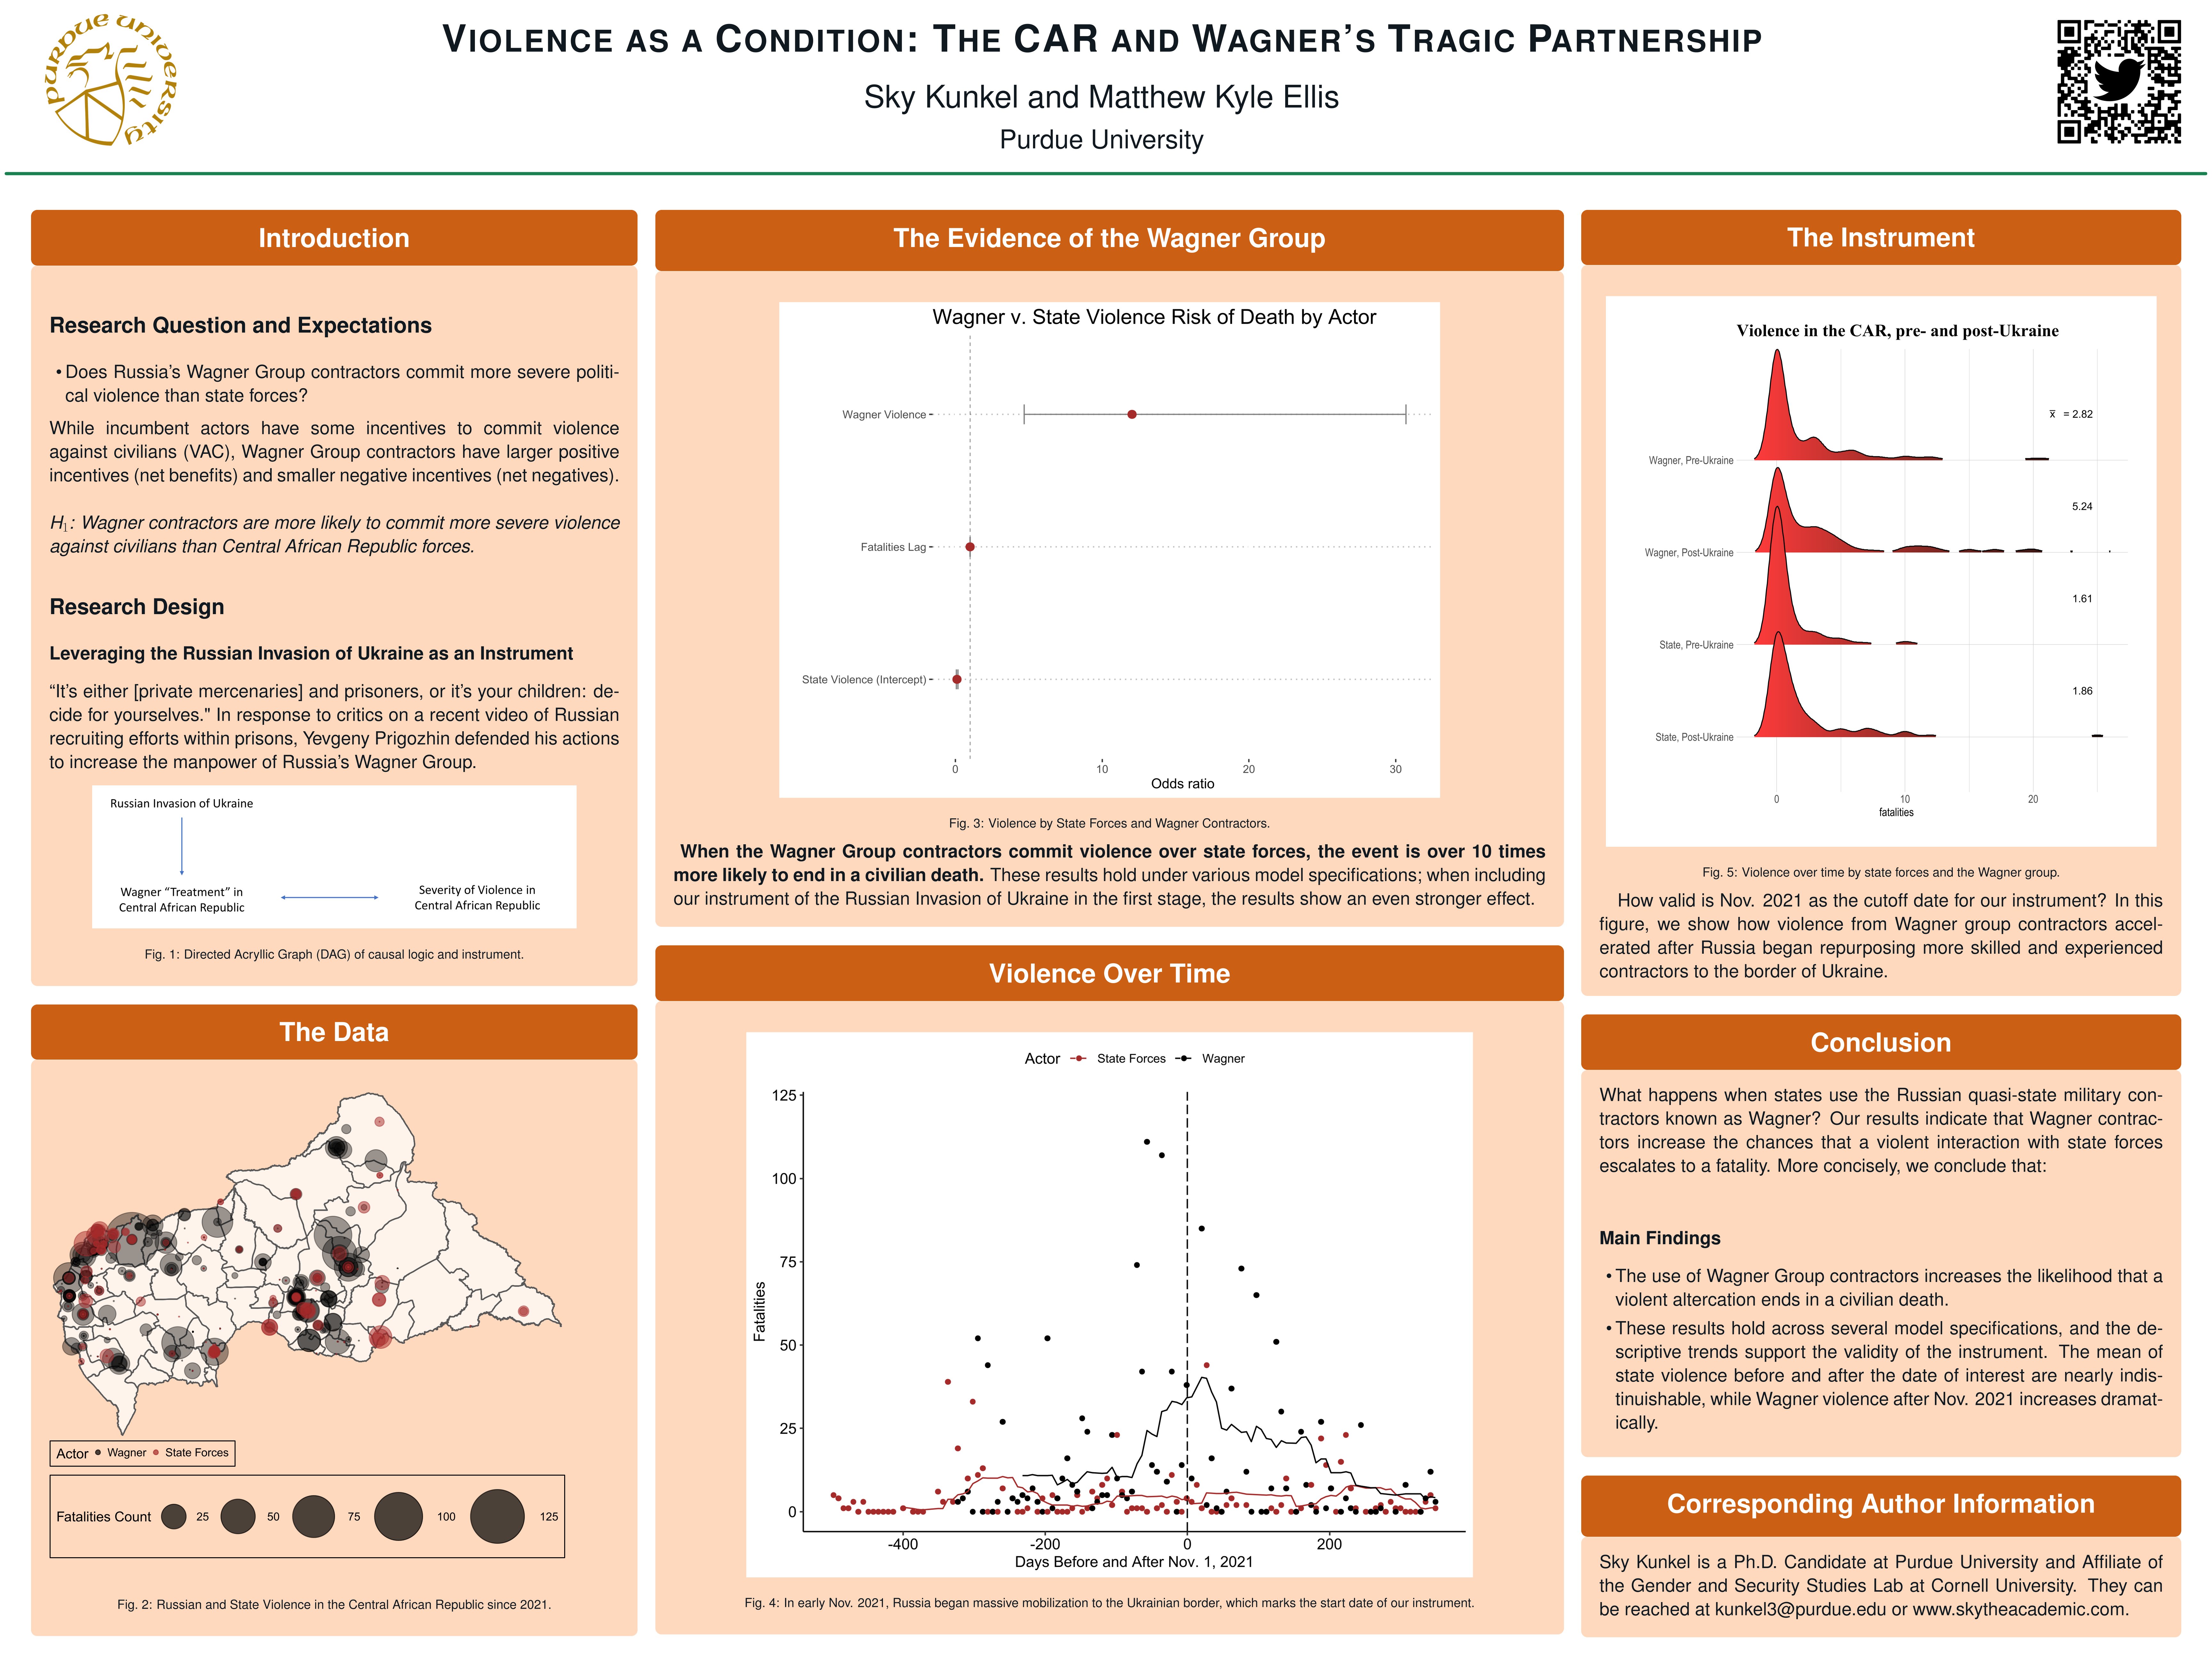 PURDUE UNIVERSITY
VIOLENCE AS A CONDITION: THE CAR AND WAGNER'S TRAGIC PARTNERSHIP
Sky Kunkel and Matthew Kyle Ellis
Purdue University
Introduction
Research Question and Expectations
• Does Russia's Wagner Group contractors commit more severe politi-
cal violence than state forces?
While incumbent actors have some incentives to commit violence
against civilians (VAC), Wagner Group contractors have larger positive
incentives (net benefits) and smaller negative incentives (net negatives).
H1: Wagner contractors are more likely to commit more severe violence
against civilians than Central African Republic forces.
Research Design
Leveraging the Russian Invasion of Ukraine as an Instrument
“It's either [private mercenaries] and prisoners, or it's your children: de-
cide for yourselves." In response to critics on a recent video of Russian
recruiting efforts within prisons, Yevgeny Prigozhin defended his actions
to increase the manpower of Russia's Wagner Group.
Russian Invasion of Ukraine
Wagner “Treatment” in
Central African Republic
Severity of Violence in
Central African Republic
Fig. 1: Directed Acryllic Graph (DAG) of causal logic and instrument.
The Data
Actor Wagner State Forces
Fatalities Count 25 50 75 100 125
Fig. 2: Russian and State Violence in the Central African Republic since 2021.
The Evidence of the Wagner Group
Wagner v. State Violence Risk of Death by Actor
Wagner Violence
Fatalities Lag
State Violence (Intercept)
0 10 20 30
Odds ratio
Fig. 3: Violence by State Forces and Wagner Contractors.
When the Wagner Group contractors commit violence over state forces, the event is over 10 times
more likely to end in a civilian death. These results hold under various model specifications; when including
our instrument of the Russian Invasion of Ukraine in the first stage, the results show an even stronger effect.
Violence Over Time
Actor State Forces Wagner
125
100
75
50
25
0
Fatalities
-400 -200 0 200
Days Before and After Nov. 1, 2021
Fig. 4: In early Nov. 2021, Russia began massive mobilization to the Ukrainian border, which marks the start date of our instrument.
The Instrument
Violence in the CAR, pre- and post-Ukraine
x̅ = 2.82
Wagner, Pre-Ukraine
5.24
Wagner, Post-Ukraine
1.61
State, Pre-Ukraine
1.86
State, Post-Ukraine
0 10 20
fatalities
Fig. 5: Violence over time by state forces and the Wagner group.
How valid is Nov. 2021 as the cutoff date for our instrument? In this
figure, we show how violence from Wagner group contractors accel-
erated after Russia began repurposing more skilled and experienced
contractors to the border of Ukraine.
Conclusion
What happens when states use the Russian quasi-state military con-
tractors known as Wagner? Our results indicate that Wagner contrac-
tors increase the chances that a violent interaction with state forces
escalates to a fatality. More concisely, we conclude that:
Main Findings
• The use of Wagner Group contractors increases the likelihood that a
violent altercation ends in a civilian death.
• These results hold across several model specifications, and the de-
scriptive trends support the validity of the instrument. The mean of
state violence before and after the date of interest are nearly indis-
tinuishable, while Wagner violence after Nov. 2021 increases dramat-
ically.
Corresponding Author Information
Sky Kunkel is a Ph.D. Candidate at Purdue University and Affiliate of
the Gender and Security Studies Lab at Cornell University. They can
be reached at kunkel3@purdue.edu or www.skytheacademic.com.